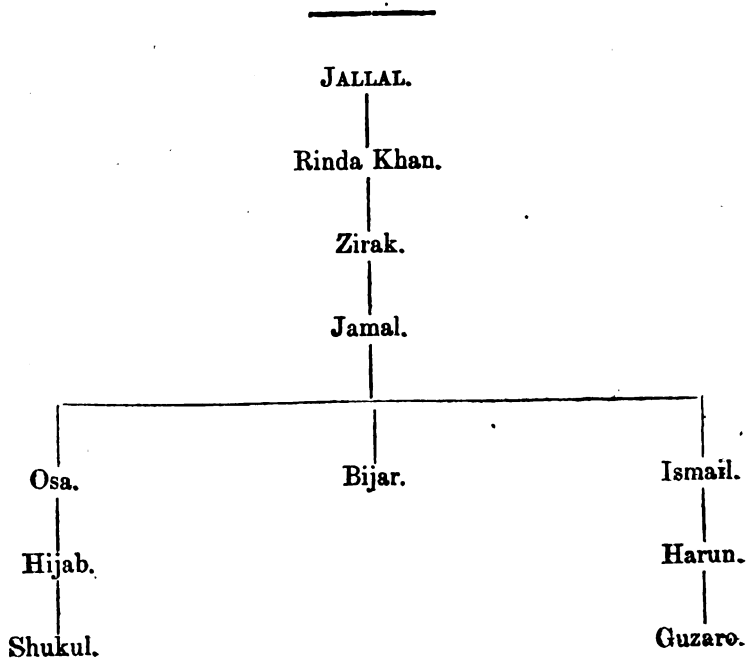 JALLAL.
Rinda Khan.
Zirak.
Jamal.
Osa. Bijar. Ismail.
Hijab. Harun.
Shukul. Guzaro.